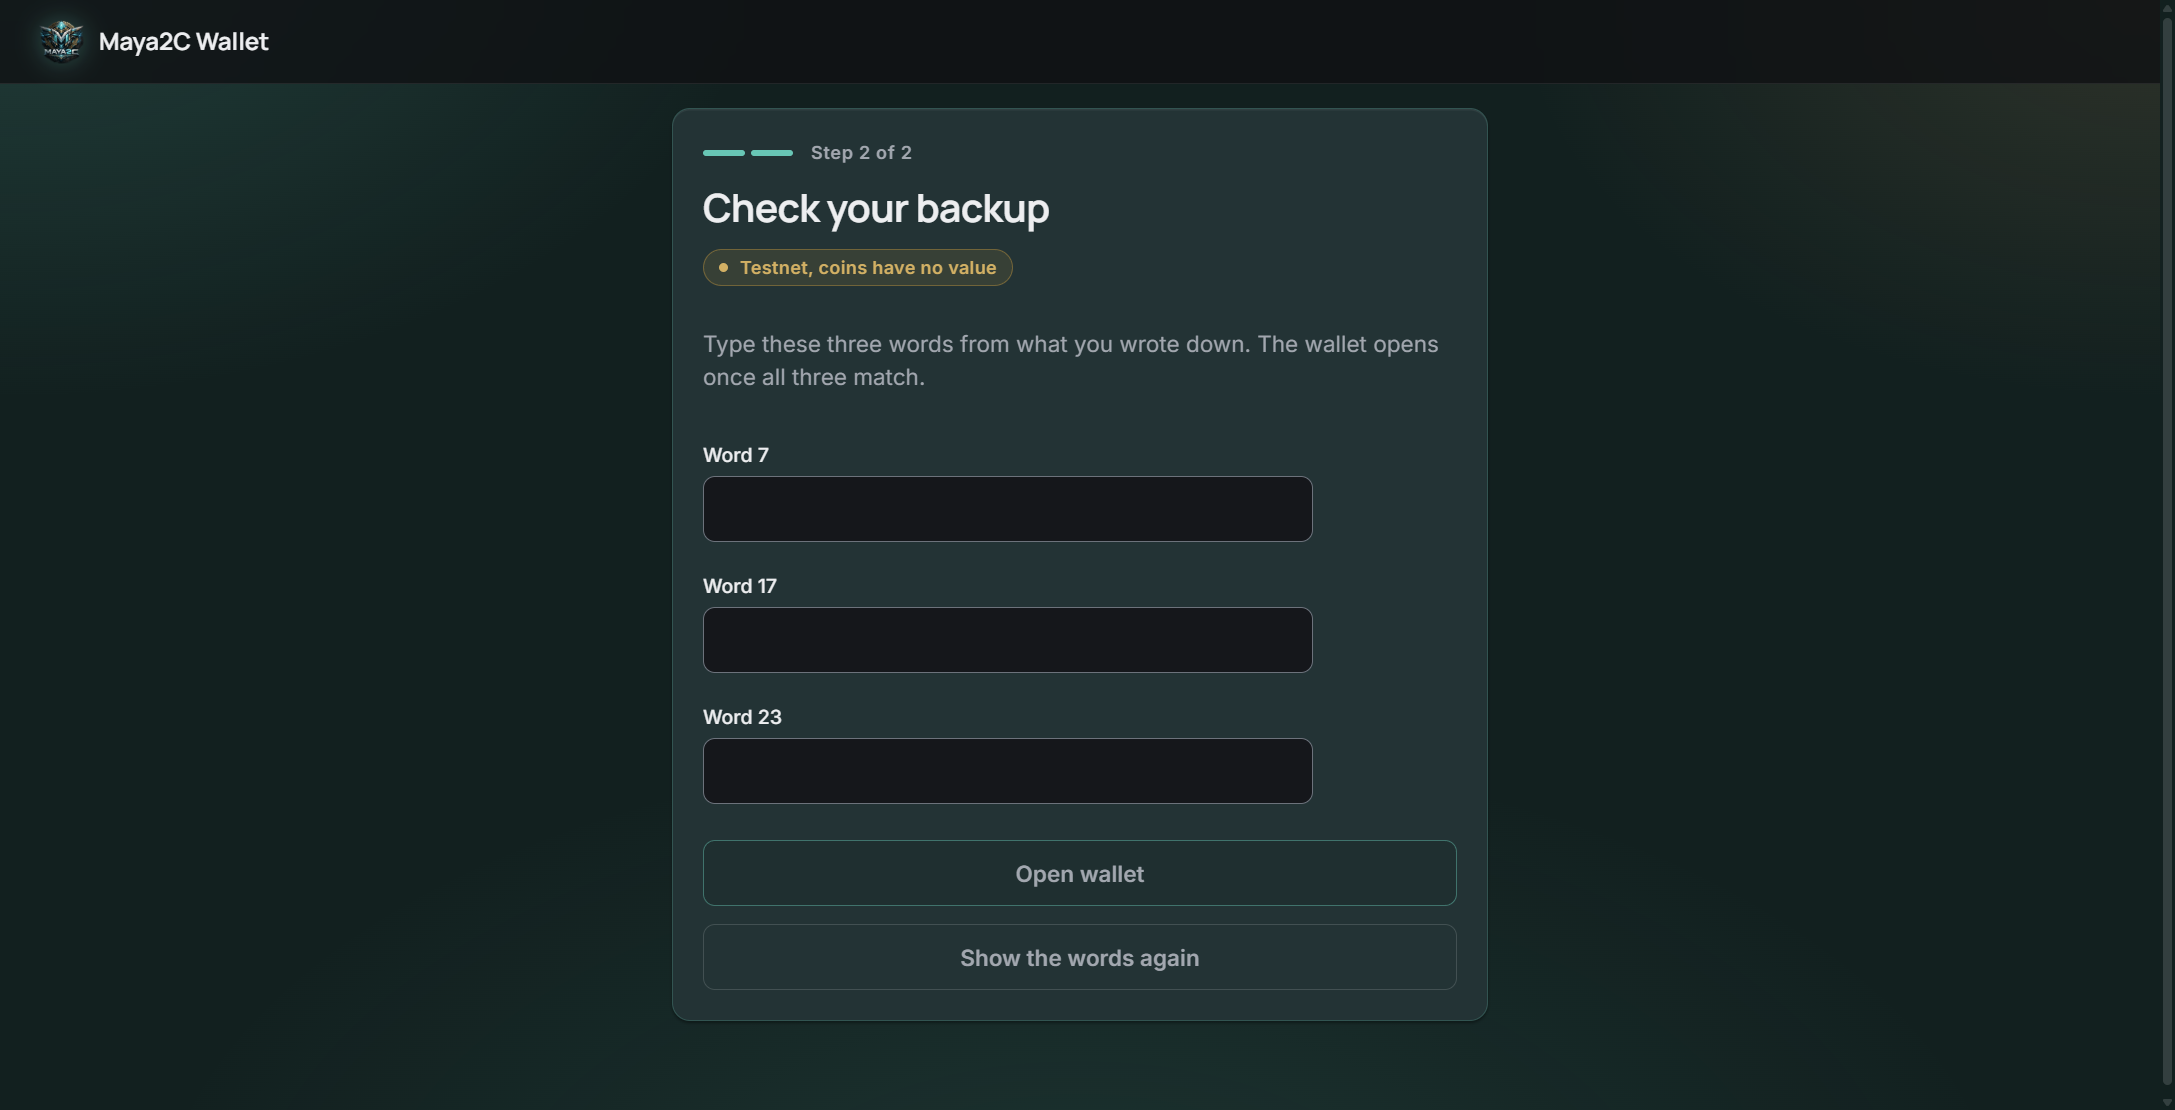 MAYA2C
Maya2C Wallet
Step 2 of 2
Check your backup
Testnet, coins have no value
Type these three words from what you wrote down. The wallet opens
once all three match.
Word 7
Word 17
Word 23
Open wallet
Show the words again